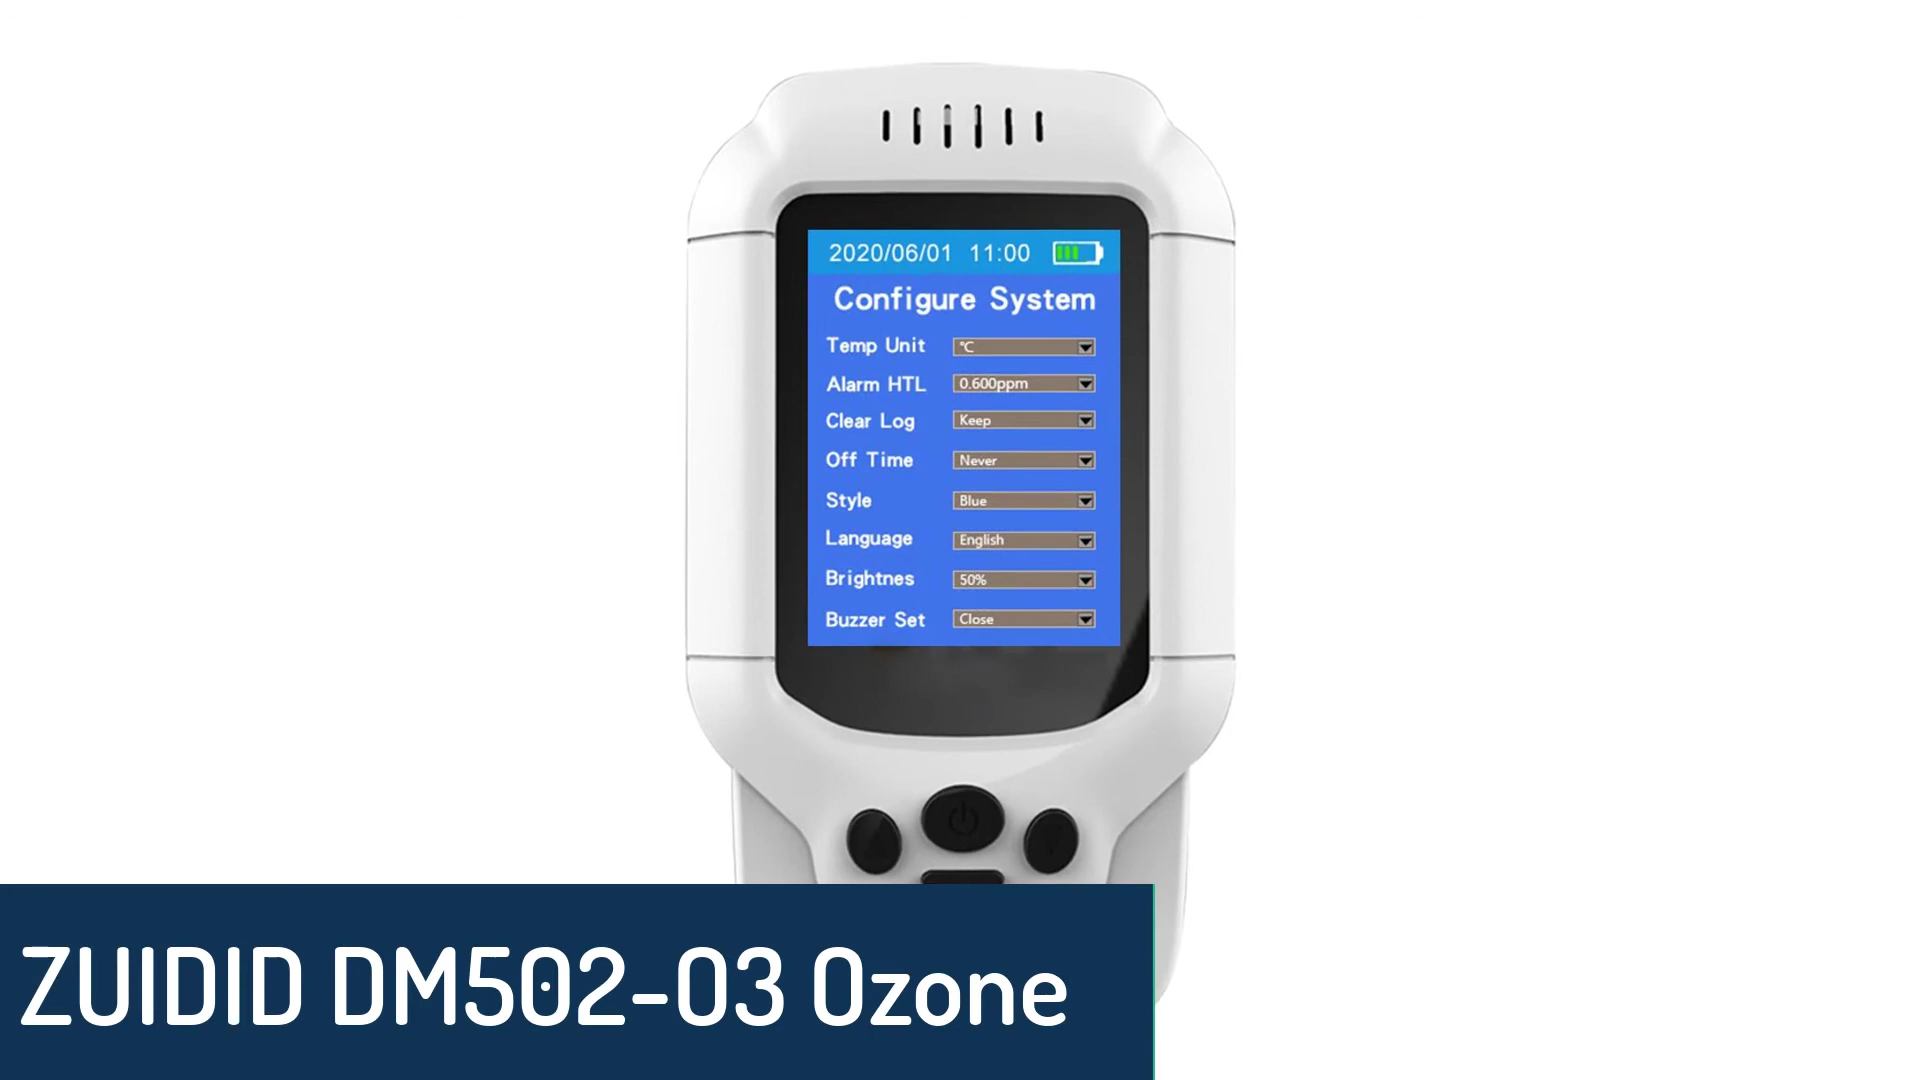 2020/06/01 11:00
Configure System
Temp Unit ℃
Alarm HTL 0.600ppm
Clear Log Keep
Off Time Never
Style Blue
Language English
Brightnes 50%
Buzzer Set Close
ZUIDID DM502-O3 Ozone